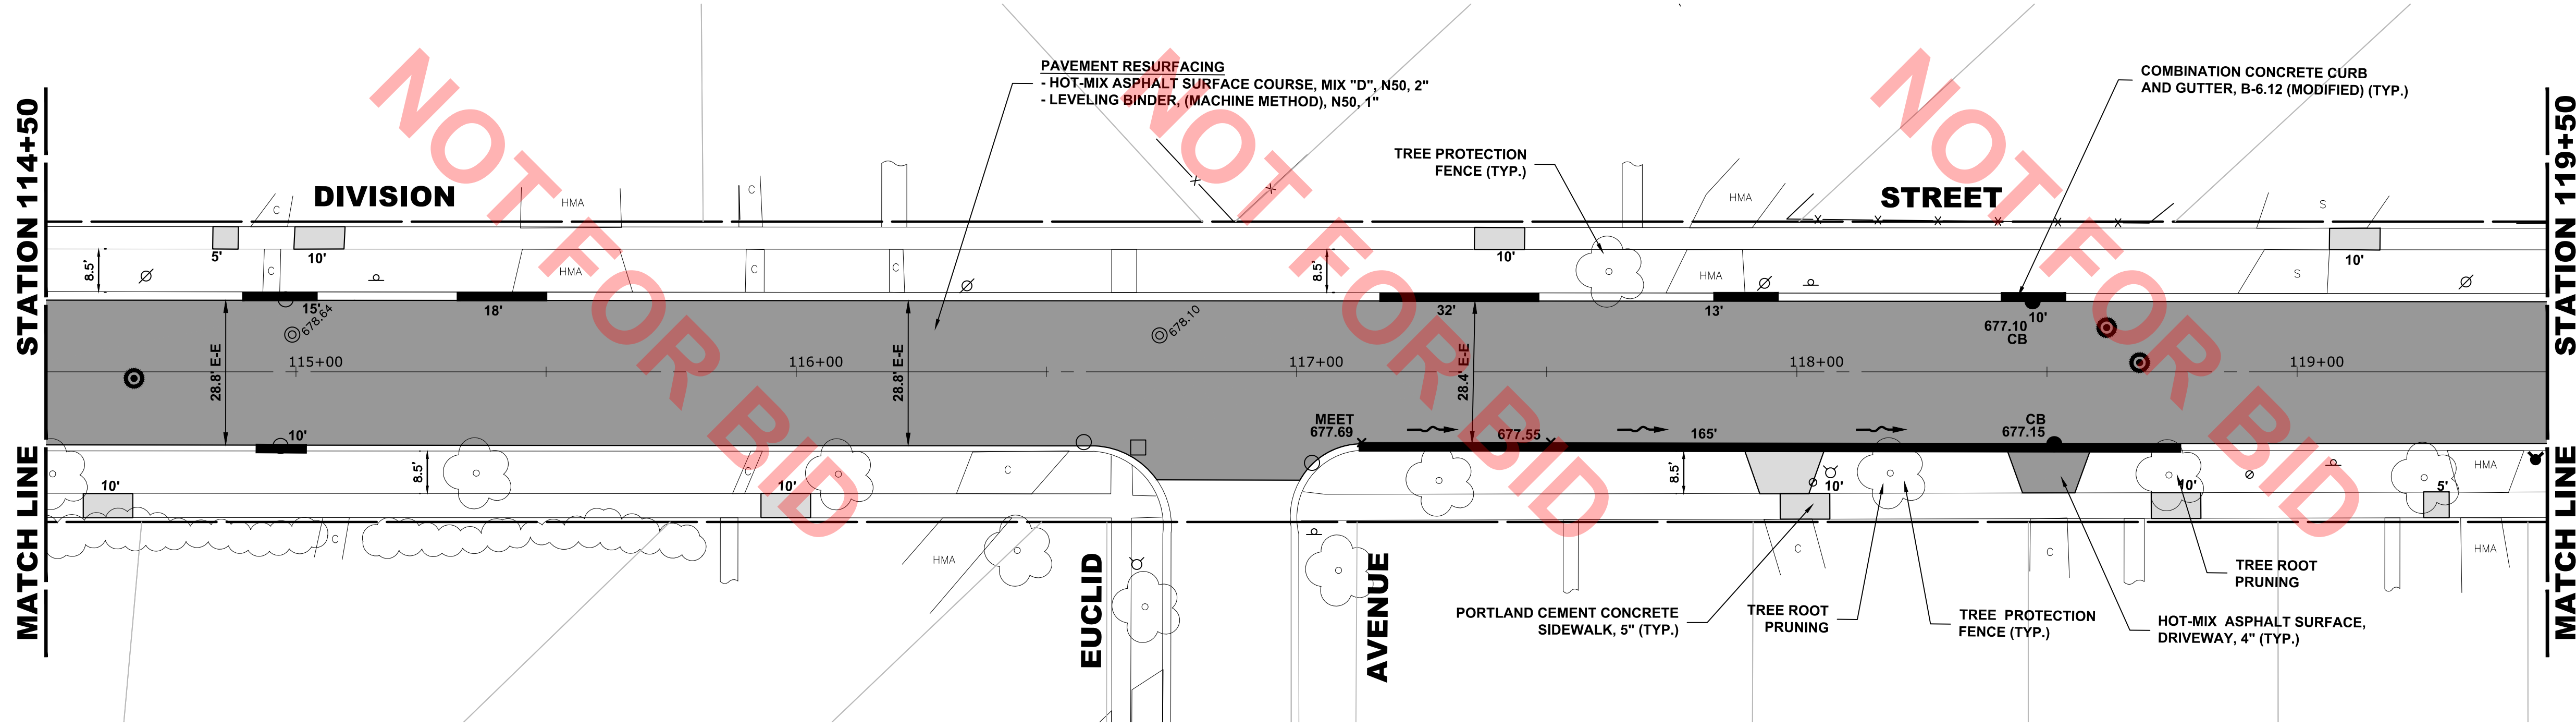 PAVEMENT RESURFACING
- HOT-MIX ASPHALT SURFACE COURSE, MIX "D", N50, 2"
- LEVELING BINDER, (MACHINE METHOD), N50, 1"
COMBINATION CONCRETE CURB
AND GUTTER, B-6.12 (MODIFIED) (TYP.)
TREE PROTECTION
FENCE (TYP.)
NOT FOR BID
NOT FOR BID
NOT FOR BID
STATION 114+50
STATION 119+50
DIVISION
STREET
C
HMA
C
HMA
S
5'
10'
10'
10'
8.5'
C
HMA
C
C
8.5'
HMA
S
15'
18'
32'
13'
10'
678.64
678.10
677.10
CB
28.8' E-E
28.8' E-E
28.4' E-E
115+00
116+00
117+00
118+00
119+00
10'
MEET
677.69
677.55
165'
CB
677.15
MATCH LINE
MATCH LINE
10'
8.5'
C
10'
C
8.5'
10'
10'
5'
HMA
C
HMA
C
C
HMA
EUCLID
AVENUE
PORTLAND CEMENT CONCRETE
SIDEWALK, 5" (TYP.)
TREE ROOT
PRUNING
TREE PROTECTION
FENCE (TYP.)
TREE ROOT
PRUNING
HOT-MIX ASPHALT SURFACE,
DRIVEWAY, 4" (TYP.)